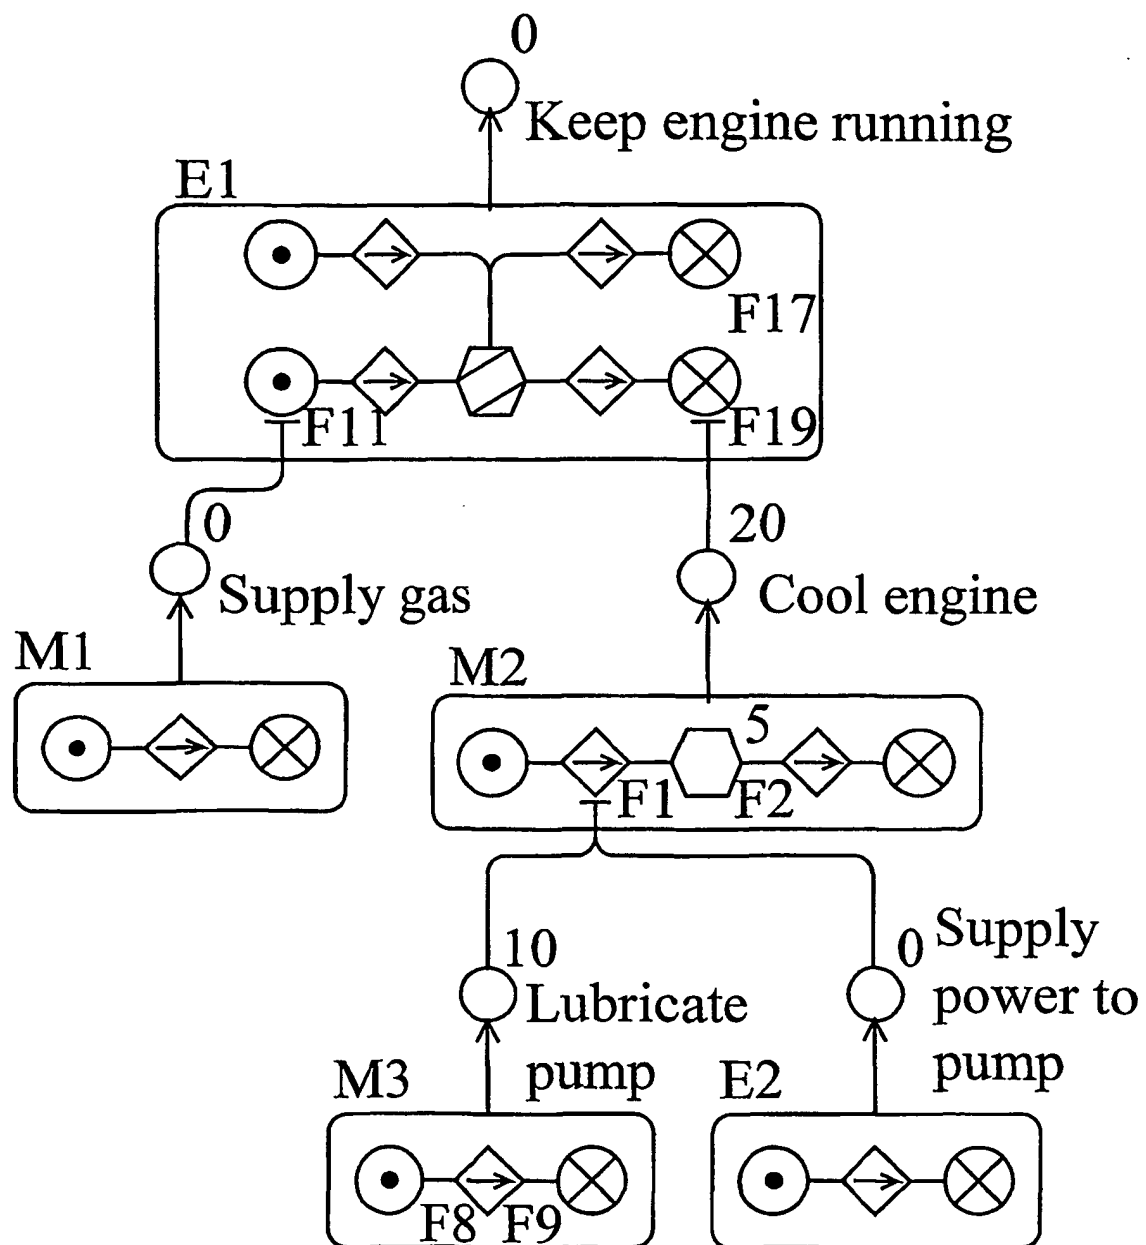 0
Keep engine running
E1
F17
F11
F19
0
20
Supply gas
Cool engine
M1
M2
5
F1
F2
10
0
Supply
Lubricate
power to
pump
pump
M3
E2
F8
F9